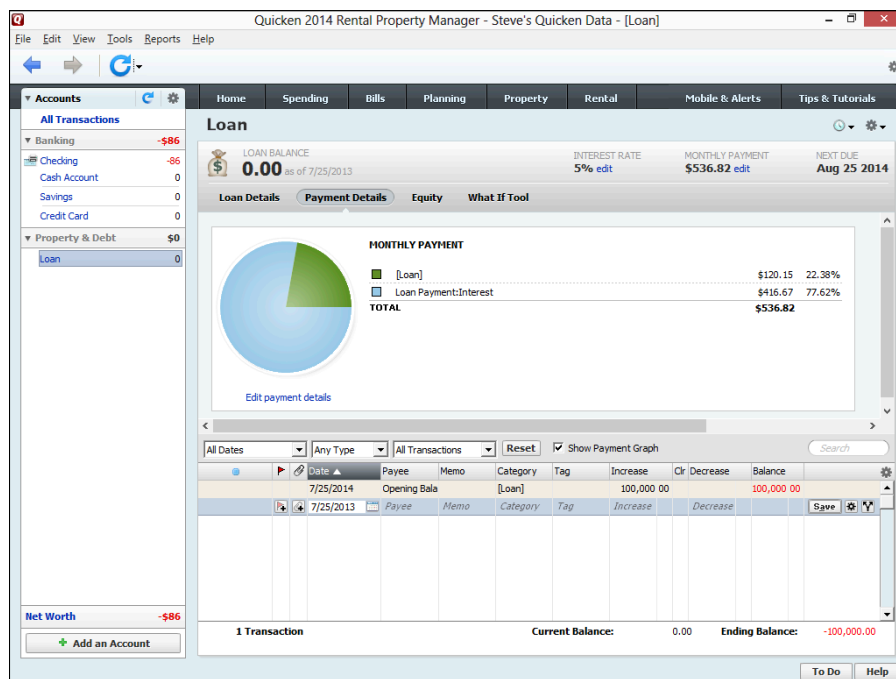 Quicken 2014 Rental Property Manager - Steve's Quicken Data - [Loan]
File Edit View Tools Reports Help
Accounts
All Transactions
Banking -$86
Checking -86
Cash Account 0
Savings 0
Credit Card 0
Property & Debt $0
Loan 0
Net Worth -$86
Add an Account
Home Spending Bills Planning Property Rental Mobile & Alerts Tips & Tutorials
Loan
LOAN BALANCE
0.00 as of 7/25/2013
INTEREST RATE
5% edit
MONTHLY PAYMENT
$536.82 edit
NEXT DUE
Aug 25 2014
Loan Details Payment Details Equity What If Tool
MONTHLY PAYMENT
[Loan] $120.15 22.38%
Loan Payment:Interest $416.67 77.62%
TOTAL $536.82
Edit payment details
All Dates Any Type All Transactions Reset Show Payment Graph Search
Date Payee Memo Category Tag Increase Clr Decrease Balance
7/25/2014 Opening Bala [Loan] 100,000 00 100,000 00
7/25/2013 Payee Memo Category Tag Increase Decrease Save
1 Transaction Current Balance: 0.00 Ending Balance: -100,000.00
To Do Help